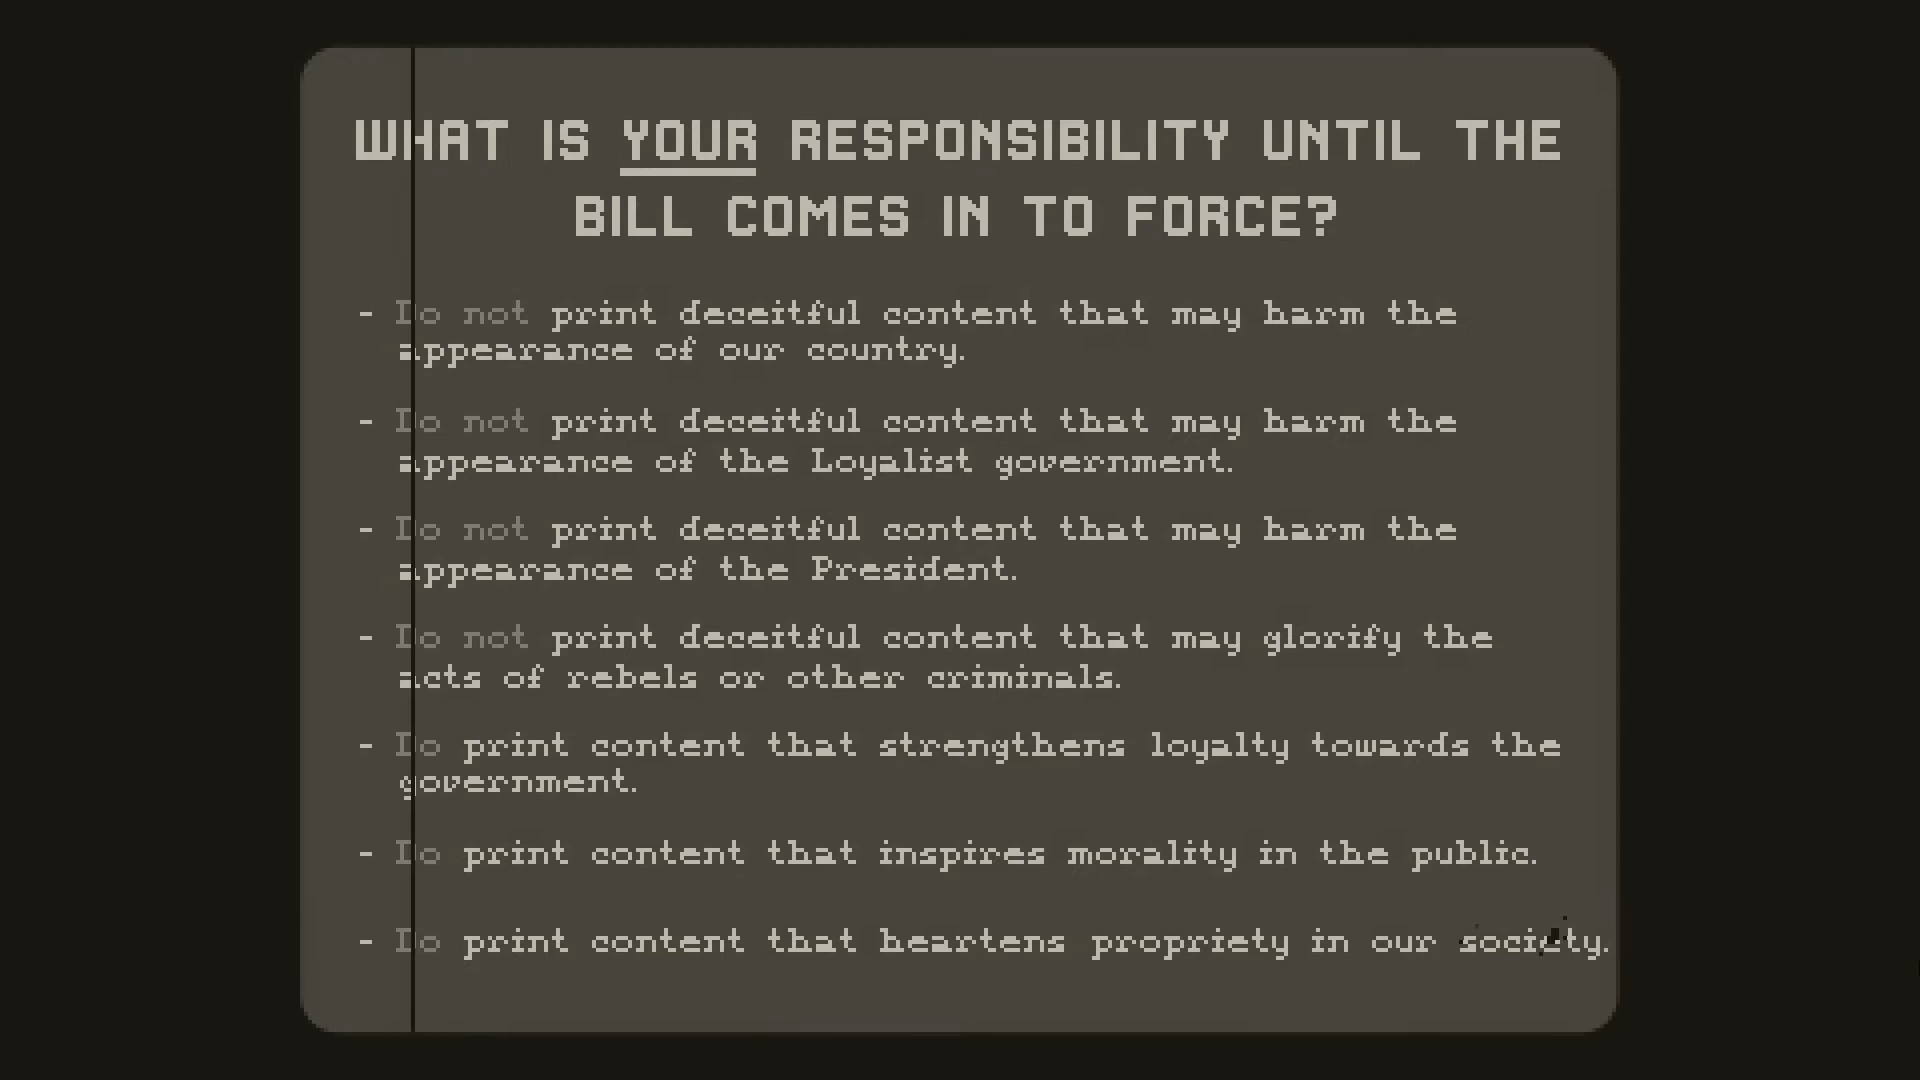 WHAT IS YOUR RESPONSIBILITY UNTIL THE
BILL COMES IN TO FORCE?
- Do not print deceitful content that may harm the
appearance of our country.
- Do not print deceitful content that may harm the
appearance of the Loyalist government.
- Do not print deceitful content that may harm the
appearance of the President.
- Do not print deceitful content that may glorify the
acts of rebels or other criminals.
- Do print content that strengthens loyalty towards the
government.
- Do print content that inspires morality in the public.
- Do print content that heartens propriety in our society.